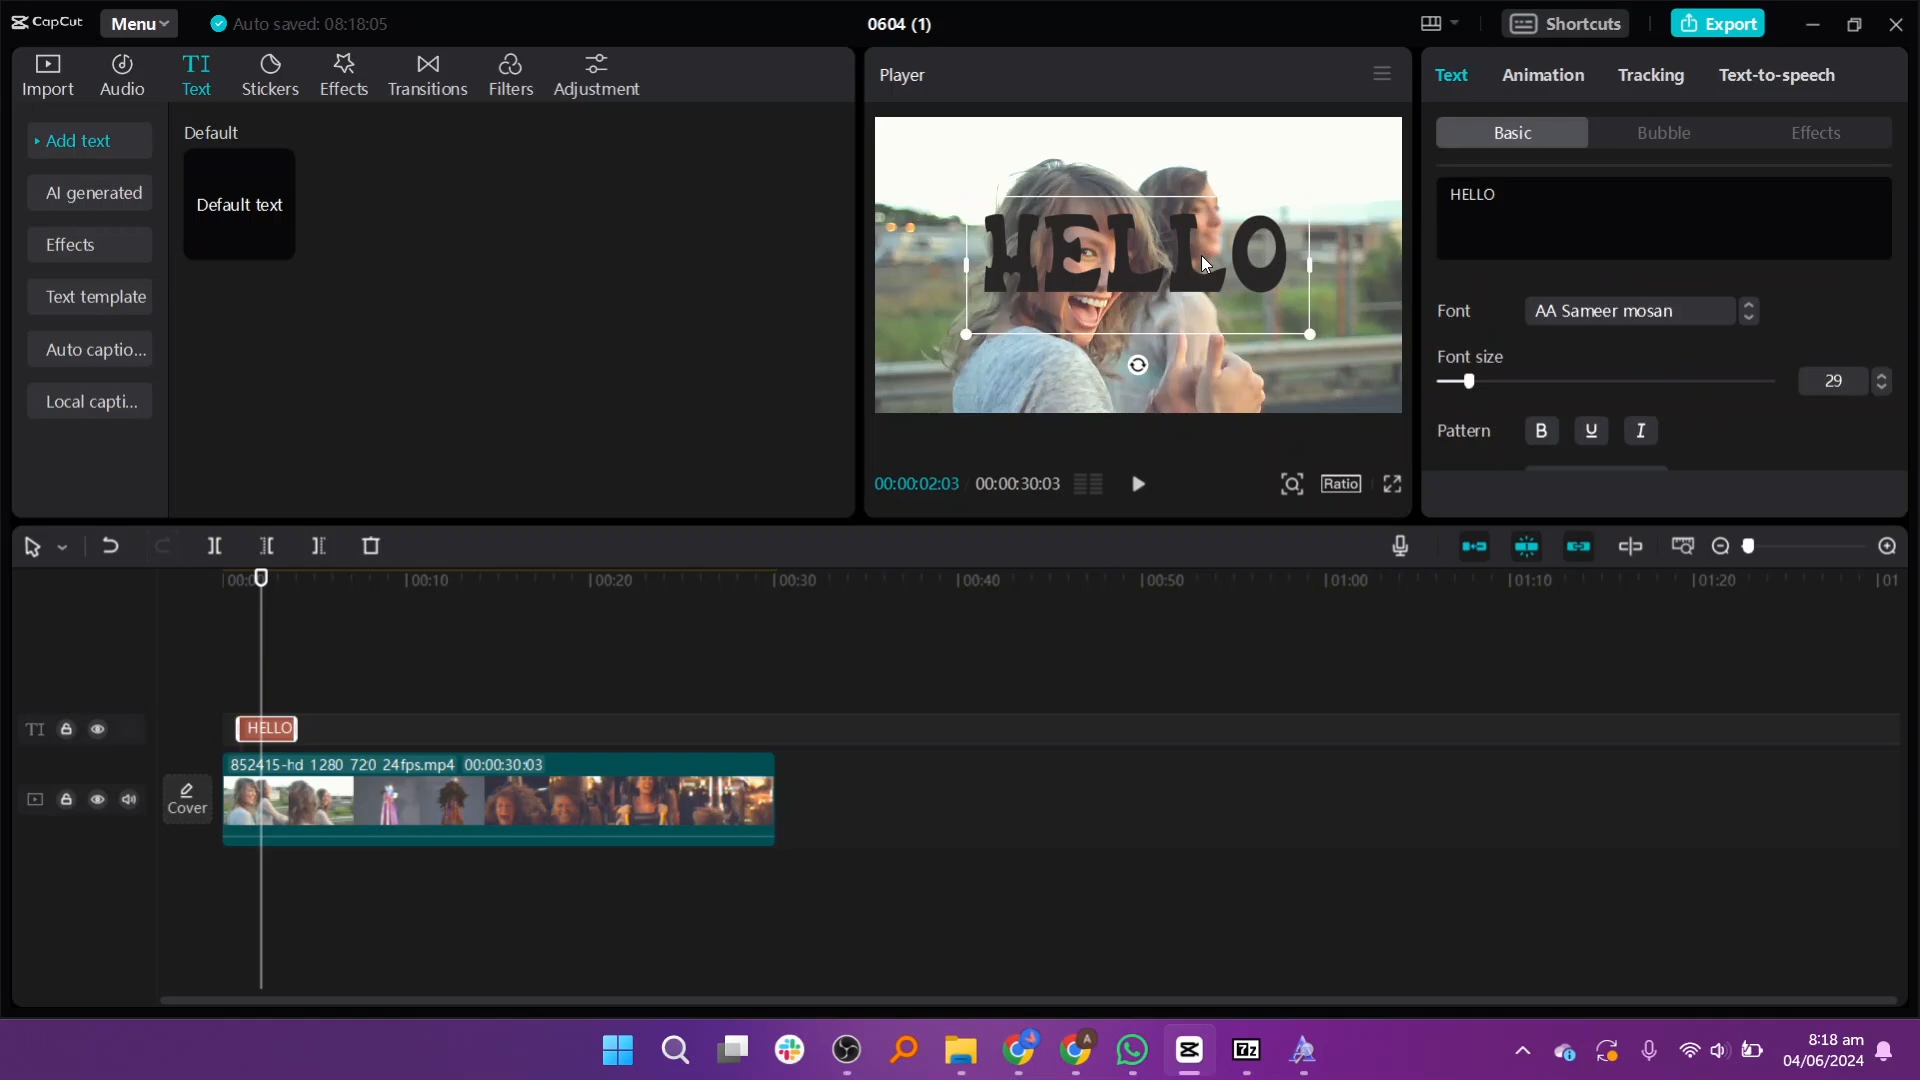 CapCut Menu Auto saved: 08:18:05 0604 (1) Shortcuts Export
Import Audio Text Stickers Effects Transitions Filters Adjustment
Add text
AI generated
Effects
Text template
Auto captio...
Local capti...
Default
Default text
Player
HELLO
00:00:02:03 00:00:30:03 Ratio
Text Animation Tracking Text-to-speech
Basic Bubble Effects
HELLO
Font AA Sameer mosan
Font size
29
Pattern B U I
00:00 00:10 00:20 00:30 00:40 00:50 01:00 01:10 01:20 01
TI HELLO
852415-hd 1280 720 24fps.mp4 00:00:30:03
Cover
A 7z
8:18 am
04/06/2024